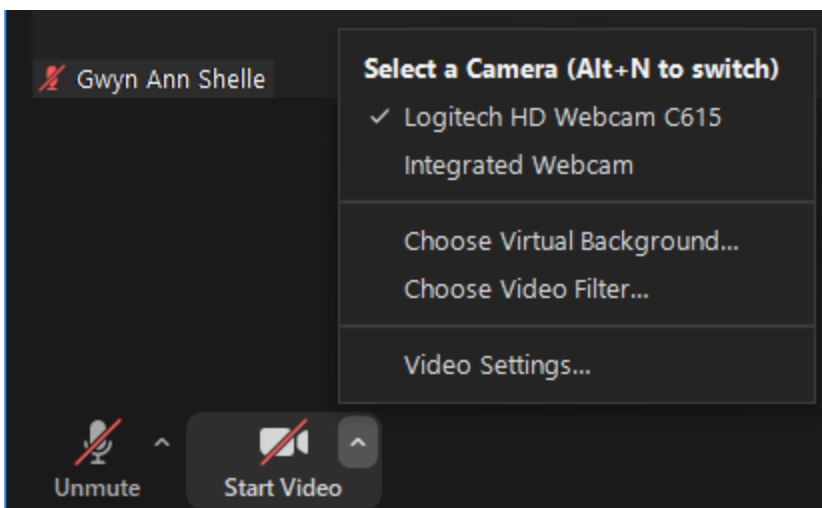 Gwyn Ann Shelle
Select a Camera (Alt+N to switch)
Logitech HD Webcam C615
Integrated Webcam
Choose Virtual Background...
Choose Video Filter...
Video Settings...
Unmute
Start Video